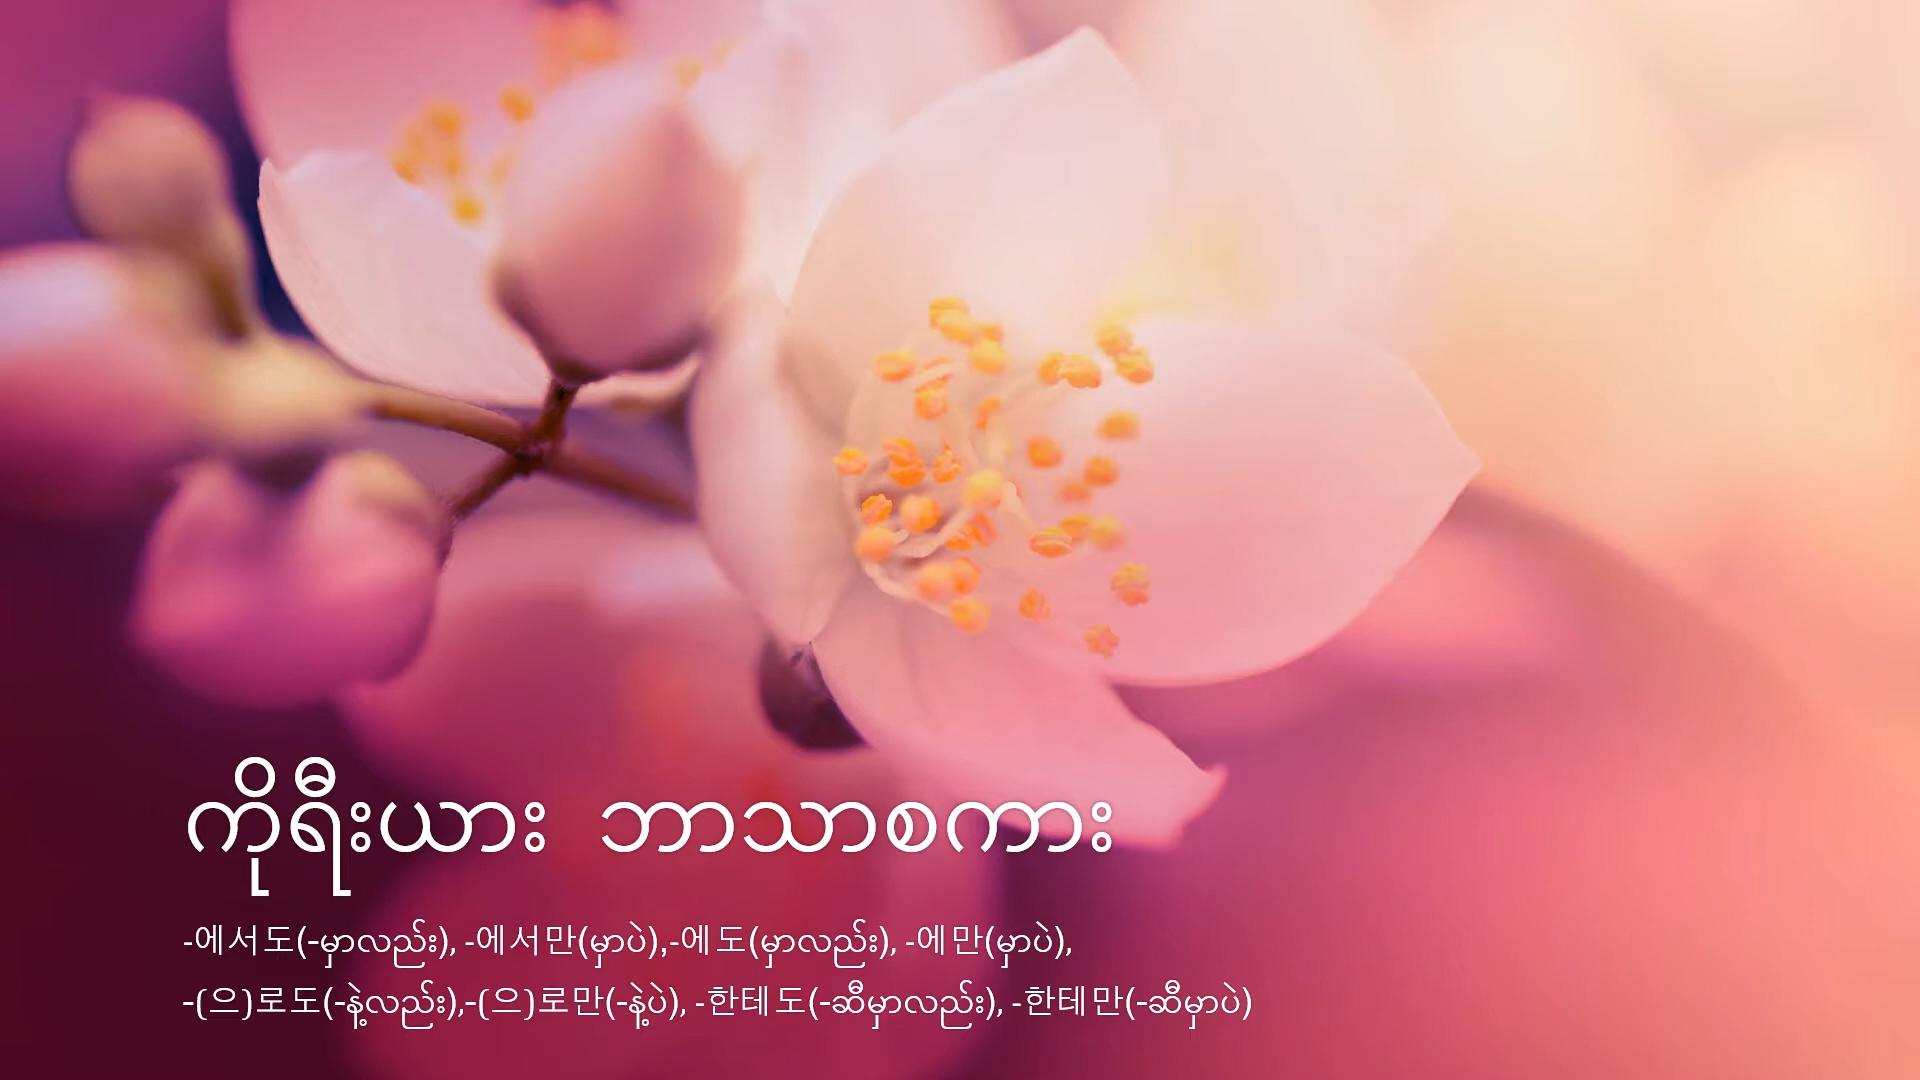 ကိုရီးယား ဘာသာစကား
-에서도(-မှာလည်း), -에서만(မှာပဲ),-에도(မှာလည်း), -에만(မှာပဲ),
-(으)로도(-နဲ့လည်း),-(으)로만(-နဲ့ပဲ), -한테도(-ဆီမှာလည်း), -한테만(-ဆီမှာပဲ)